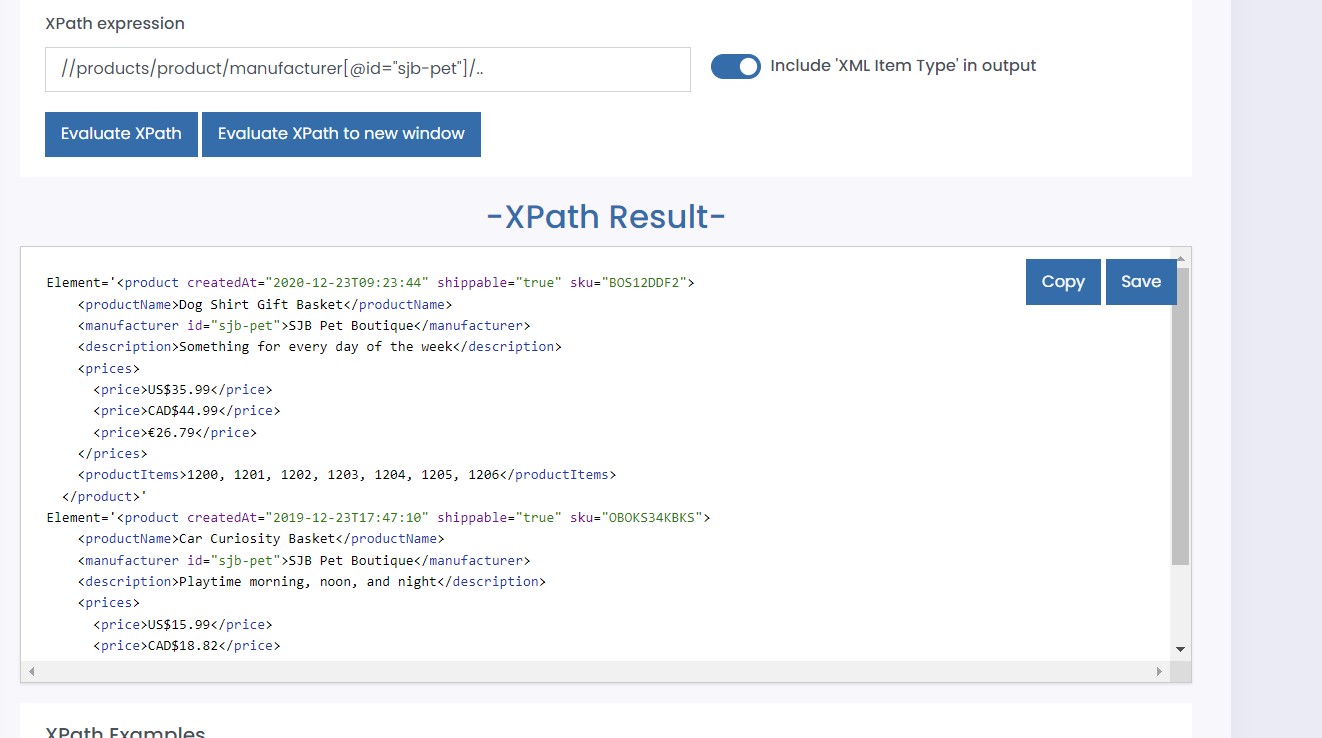 XPath expression
//products/product/manufacturer[@id="sjb-pet"]/..
Include 'XML Item Type' in output
Evaluate XPath
Evaluate XPath to new window
-XPath Result-
Copy
Save
Element='<product createdAt="2020-12-23T09:23:44" shippable="true" sku="BOS12DDF2">
<productName>Dog Shirt Gift Basket</productName>
<manufacturer id="sjb-pet">SJB Pet Boutique</manufacturer>
<description>Something for every day of the week</description>
<prices>
<price>US$35.99</price>
<price>CAD$44.99</price>
<price>€26.79</price>
</prices>
<productItems>1200, 1201, 1202, 1203, 1204, 1205, 1206</productItems>
</product>'
Element='<product createdAt="2019-12-23T17:47:10" shippable="true" sku="OBOKS34KBKS">
<productName>Car Curiosity Basket</productName>
<manufacturer id="sjb-pet">SJB Pet Boutique</manufacturer>
<description>Playtime morning, noon, and night</description>
<prices>
<price>US$15.99</price>
<price>CAD$18.82</price>
XPath Examples